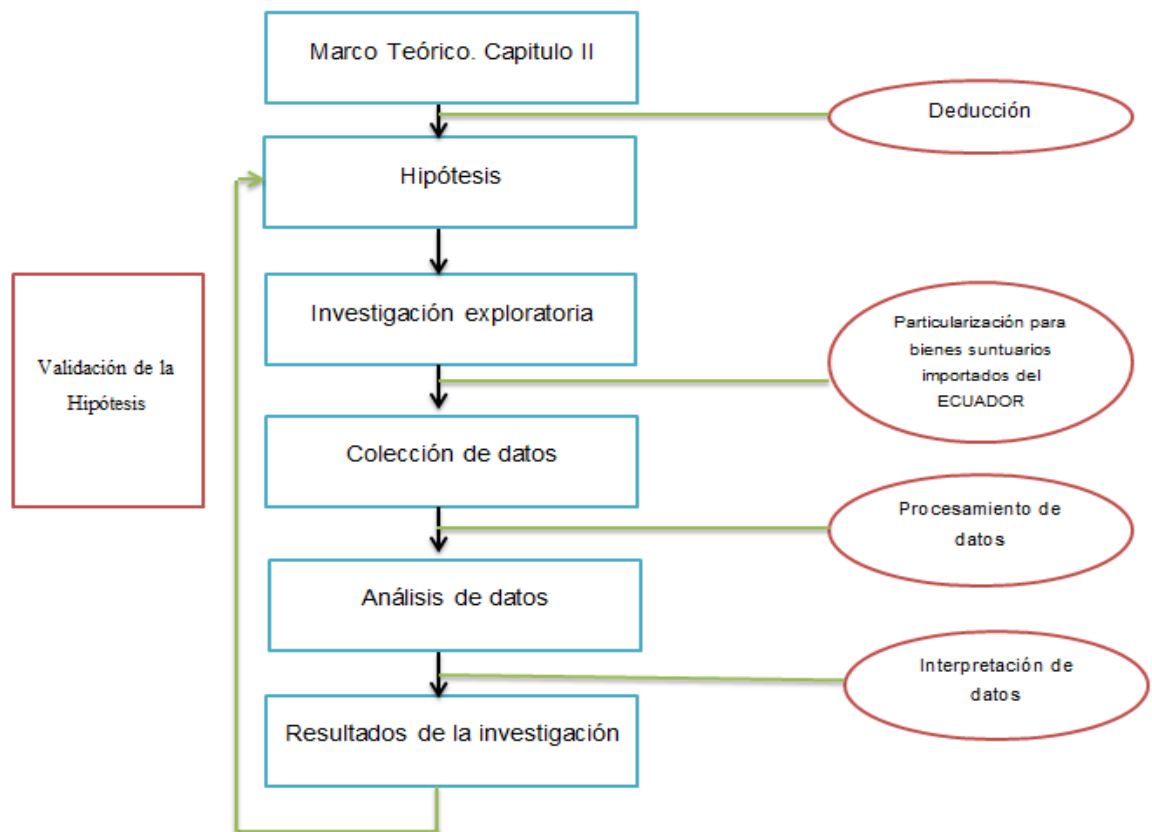 Marco Teórico. Capitulo II
Deducción
Hipótesis
Investigación exploratoria
Particularización para
bienes suntuarios
importados del
ECUADOR
Validación de la
Hipótesis
Colección de datos
Procesamiento de
datos
Análisis de datos
Interpretación de
datos
Resultados de la investigación